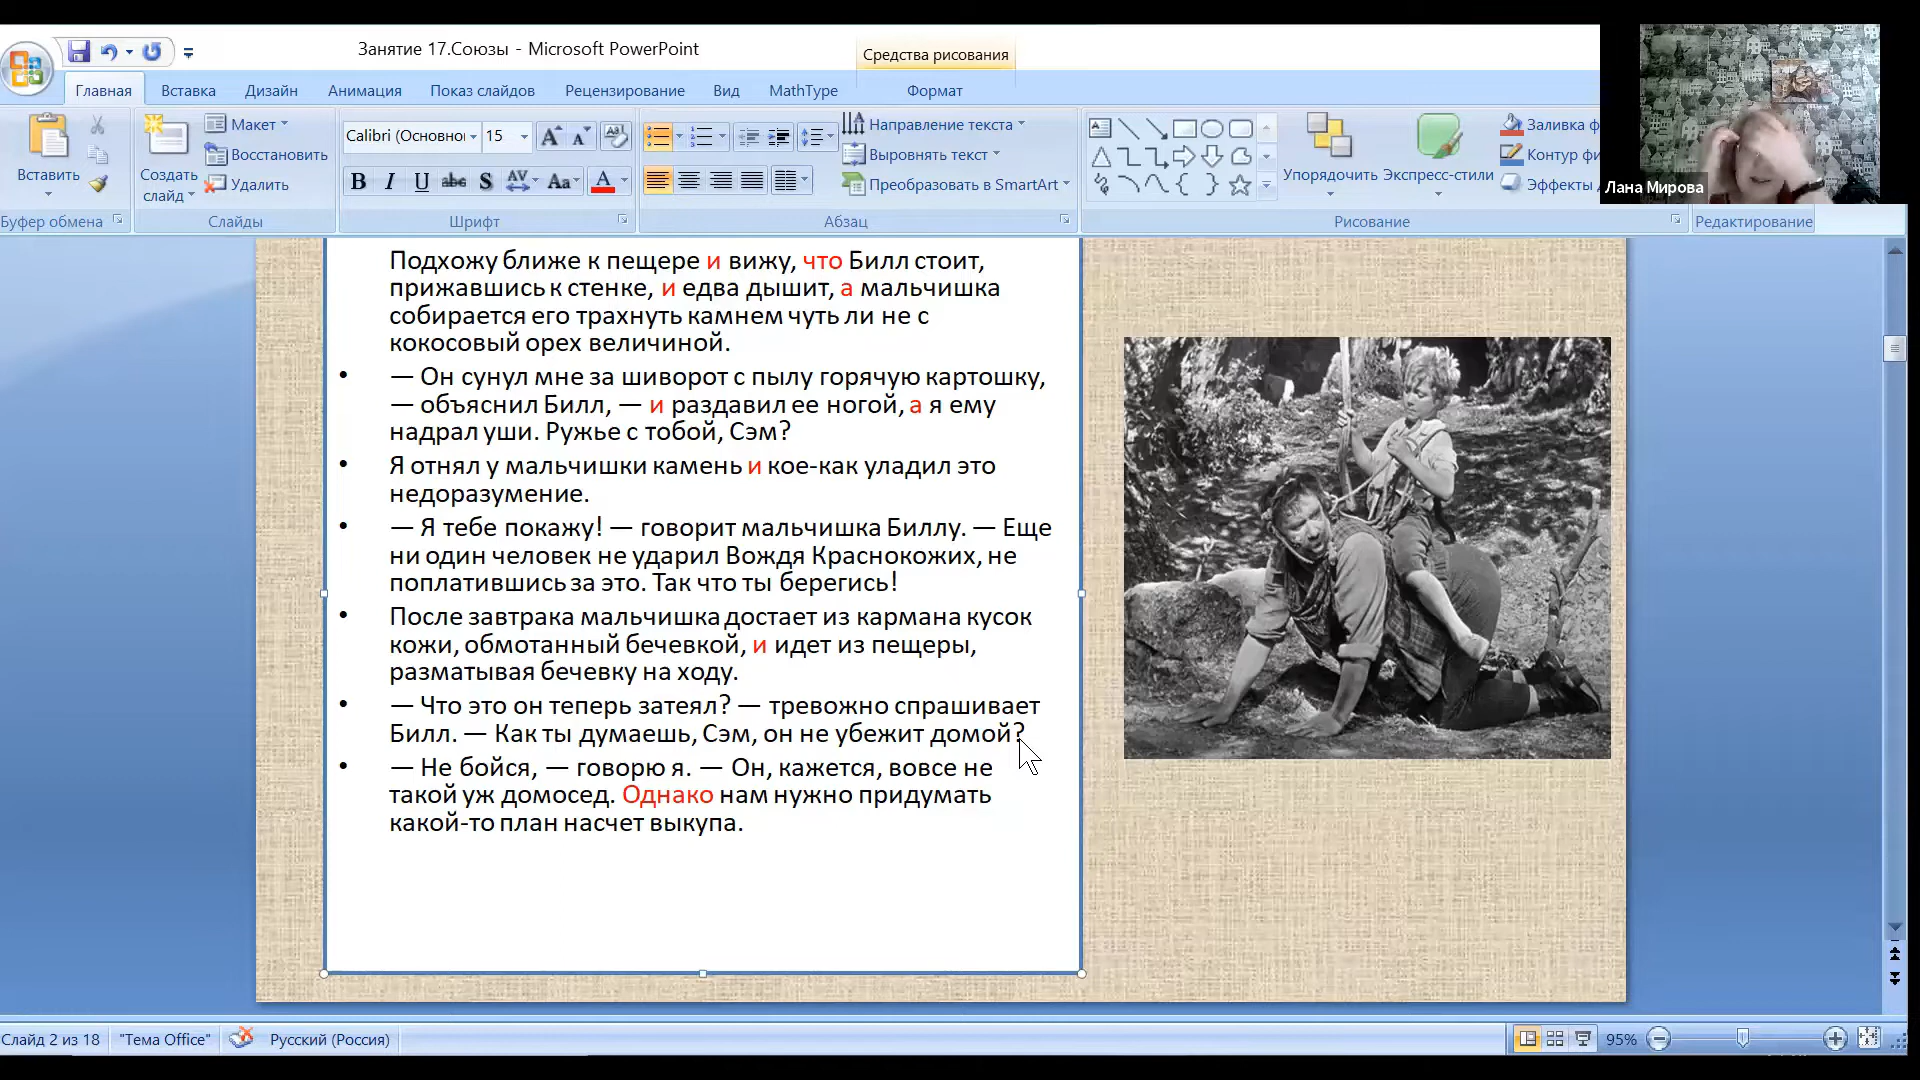 Занятие 17.Союзы - Microsoft PowerPoint
Средства рисования
Главная Вставка Дизайн Анимация Показ слайдов Рецензирование Вид MathType Формат
Вставить
Буфер обмена
Создать слайд
Макет
Восстановить
Удалить
Слайды
Calibri (Основноі 15
Шрифт
Направление текста
Выровнять текст
Преобразовать в SmartArt
Абзац
Упорядочить
Экспресс-стили
Заливка ф
Контур фи
Эффекты
Рисование
Редактирование
Лана Мирова
Подхожу ближе к пещере и вижу, что Билл стоит,
прижавшись к стенке, и едва дышит, а мальчишка
собирается его трахнуть камнем чуть ли не с
кокосовый орех величиной.
• — Он сунул мне за шиворот с пылу горячую картошку,
— объяснил Билл, — и раздавил ее ногой, а я ему
надрал уши. Ружье с тобой, Сэм?
• Я отнял у мальчишки камень и кое-как уладил это
недоразумение.
• — Я тебе покажу! — говорит мальчишка Биллу. — Еще
ни один человек не ударил Вождя Краснокожих, не
поплатившись за это. Так что ты берегись!
• После завтрака мальчишка достает из кармана кусок
кожи, обмотанный бечевкой, и идет из пещеры,
разматывая бечевку на ходу.
• — Что это он теперь затеял? — тревожно спрашивает
Билл. — Как ты думаешь, Сэм, он не убежит домой?
• — Не бойся, — говорю я. — Он, кажется, вовсе не
такой уж домосед. Однако нам нужно придумать
какой-то план насчет выкупа.
Слайд 2 из 18 "Тема Office" Русский (Россия) 95%